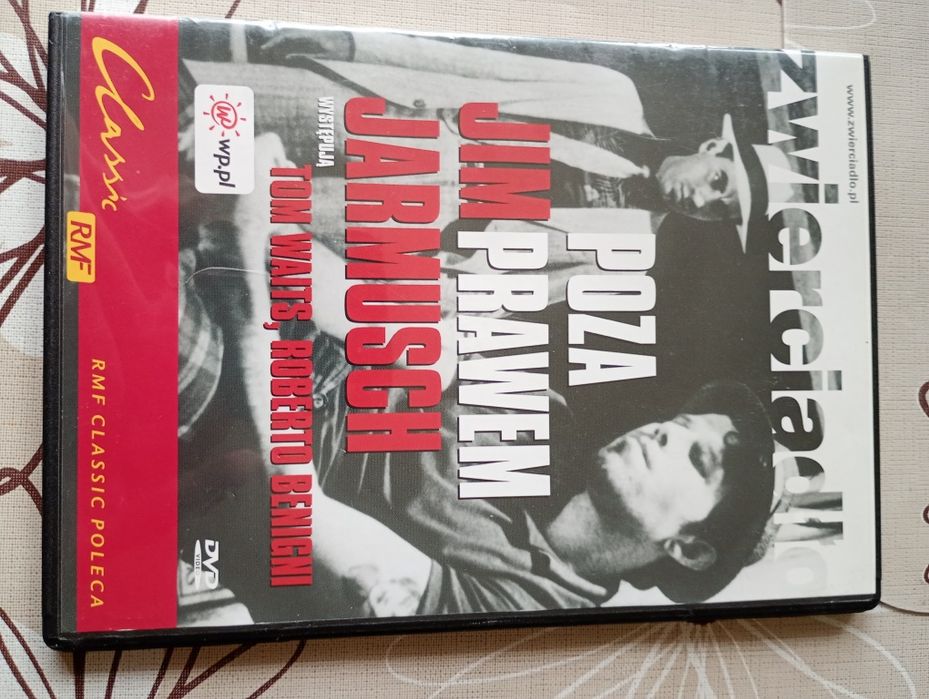 www.zwierciadlo.pl
zwierciadło
POZA
PRAWEM
JIM
JARMUSCH
WYSTĘPUJĄ
TOM WAITS, ROBERTO BENIGNI
wp.pl
DVD
VIDEO
Classic
RMF
RMF CLASSIC POLECA